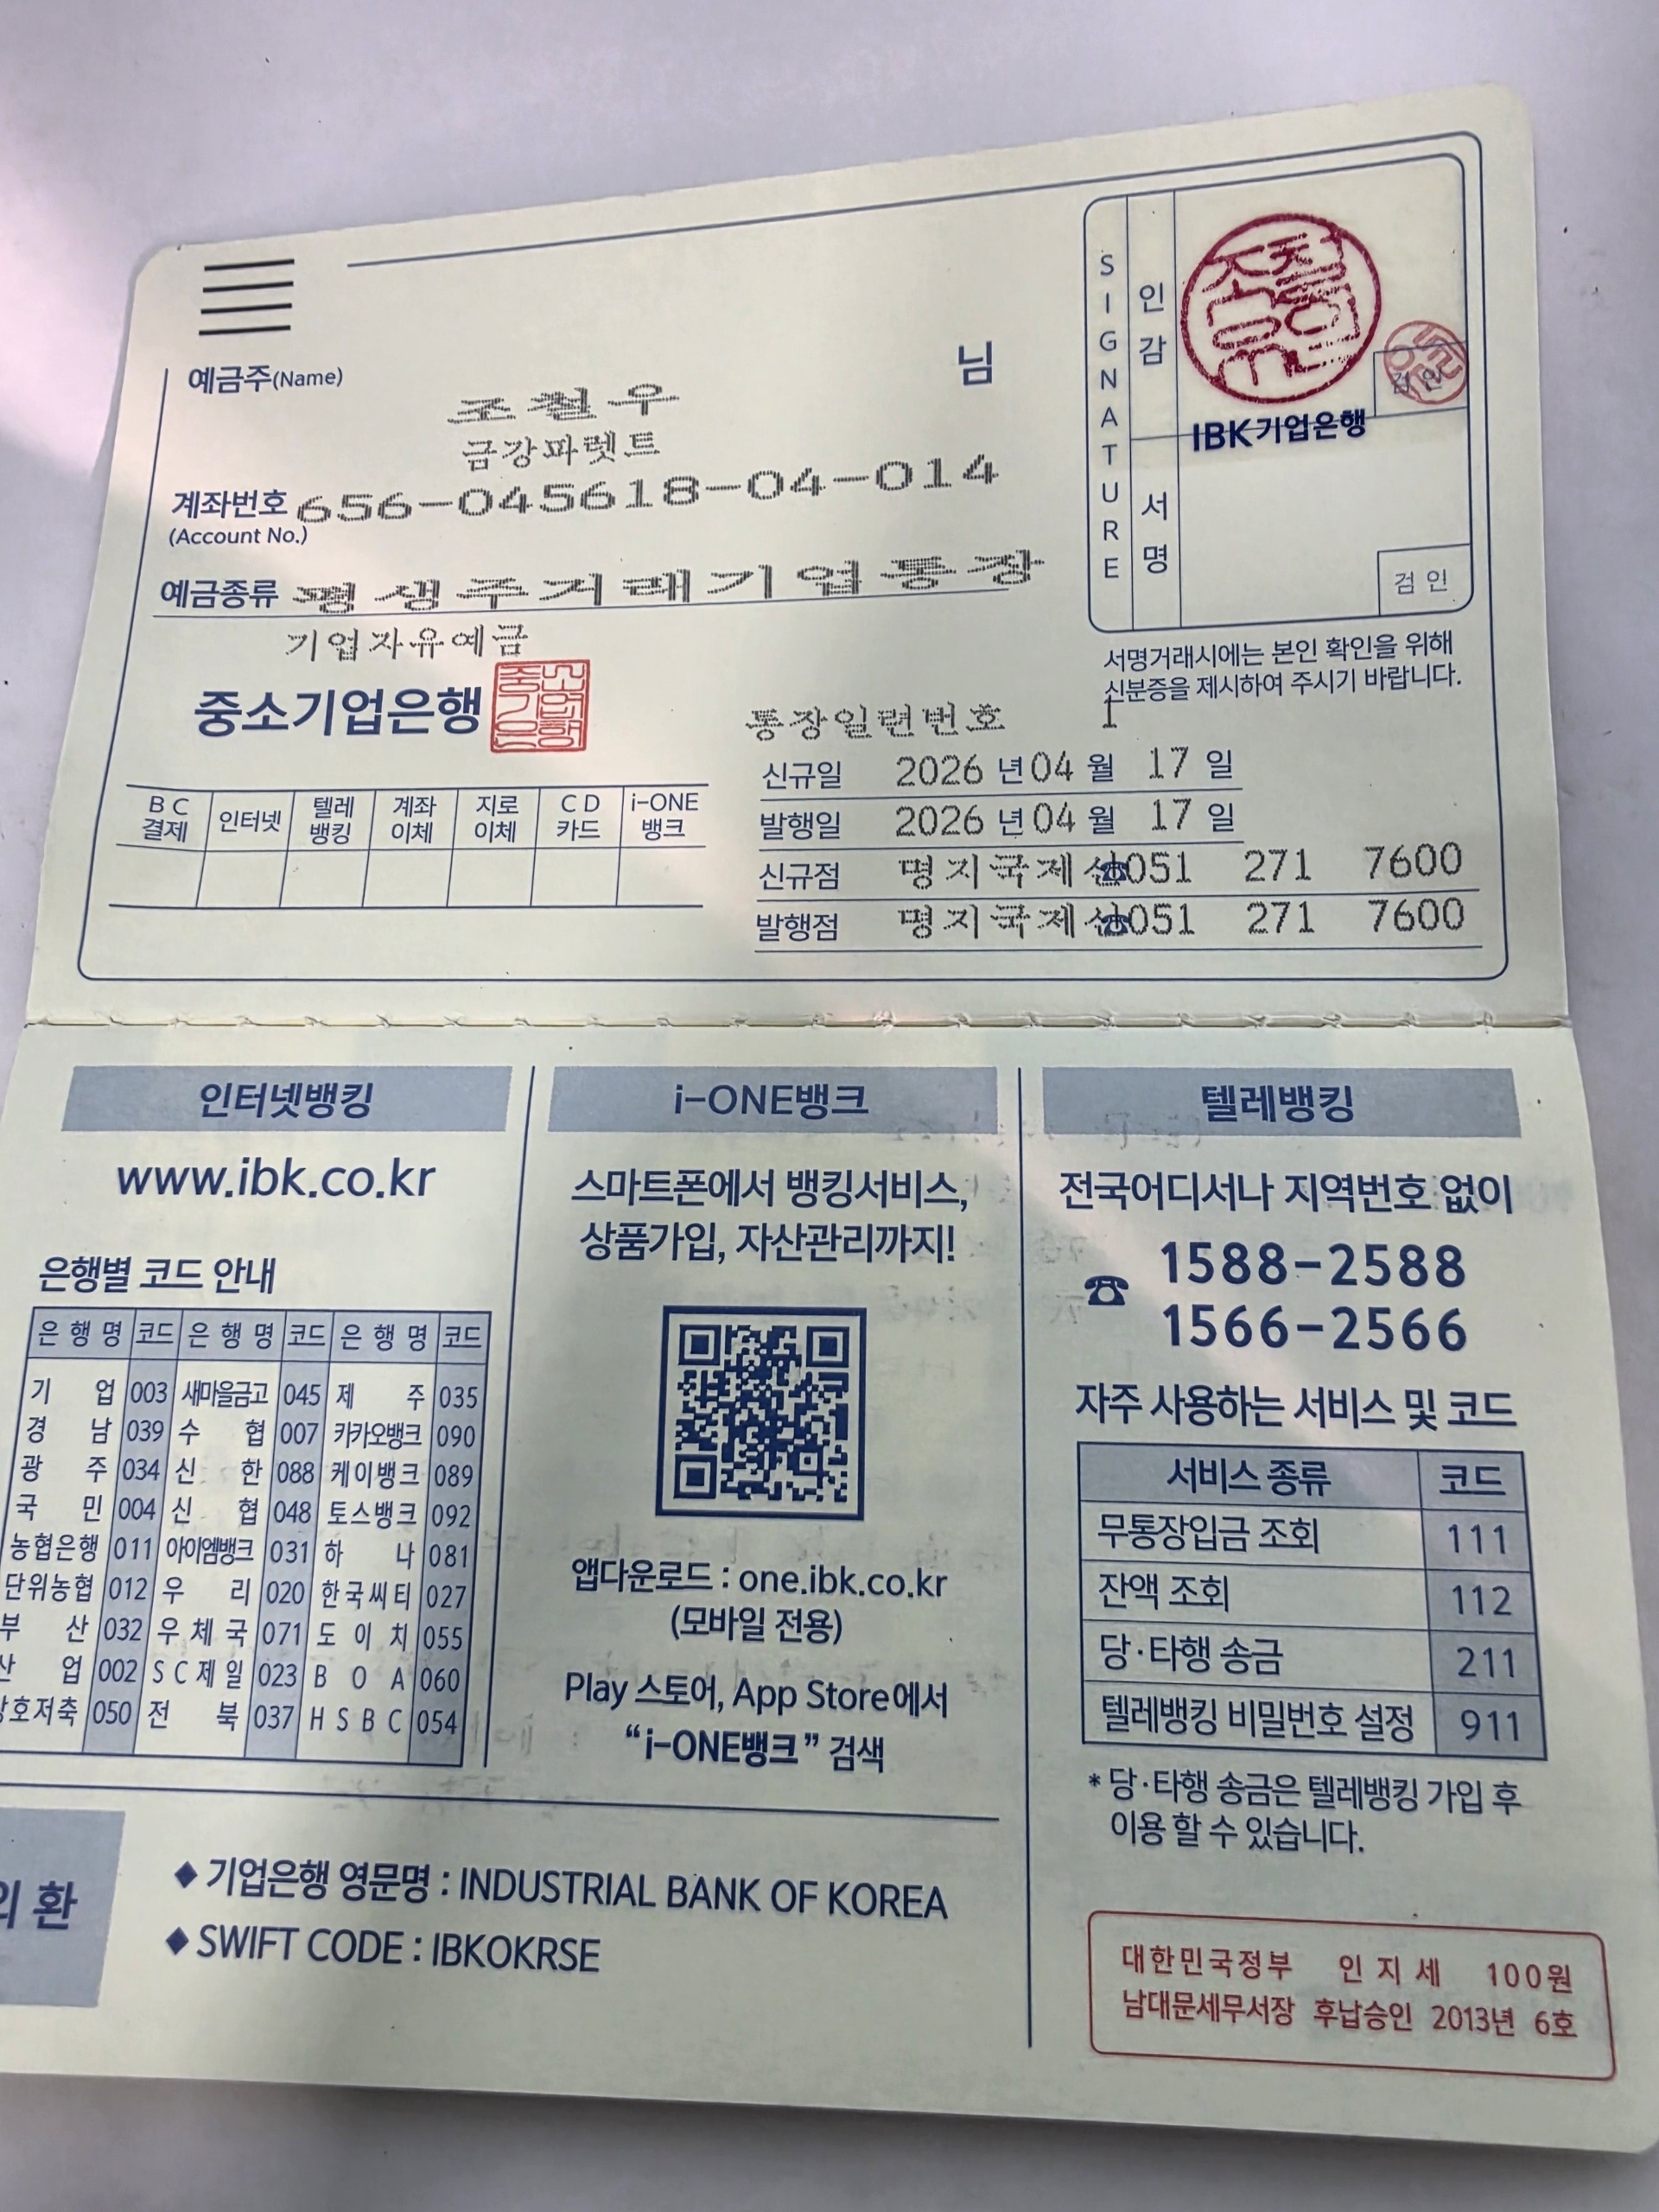 예금주(Name)
조철우 님
금강파렛트
계좌번호 656-045618-04-014
(Account No.)
예금종류 평생주거래기업통장
기업자유예금
중소기업은행
SIGNATURE
인감
검인
IBK기업은행
서명
검인
서명거래시에는 본인 확인을 위해
신분증을 제시하여 주시기 바랍니다.
통장일련번호 1
신규일 2026 년 04 월 17 일
발행일 2026 년 04 월 17 일
신규점 명지국제신 ☎ 051 271 7600
발행점 명지국제신 ☎ 051 271 7600
BC결제 인터넷 텔레뱅킹 계좌이체 지로이체 CD카드 i-ONE뱅크
인터넷뱅킹
www.ibk.co.kr
은행별 코드 안내
은행명 코드 은행명 코드 은행명 코드
기업 003 새마을금고 045 제주 035
경남 039 수협 007 카카오뱅크 090
광주 034 신한 088 케이뱅크 089
국민 004 신협 048 토스뱅크 092
농협은행 011 아이엠뱅크 031 하나 081
단위농협 012 우리 020 한국씨티 027
부산 032 우체국 071 도이치 055
산업 002 SC제일 023 BOA 060
상호저축 050 전북 037 HSBC 054
i-ONE뱅크
스마트폰에서 뱅킹서비스,
상품가입, 자산관리까지!
앱다운로드 : one.ibk.co.kr
(모바일 전용)
Play 스토어, App Store에서
“i-ONE뱅크” 검색
텔레뱅킹
전국어디서나 지역번호 없이
☎ 1588-2588
1566-2566
자주 사용하는 서비스 및 코드
서비스 종류 코드
무통장입금 조회 111
잔액 조회 112
당·타행 송금 211
텔레뱅킹 비밀번호 설정 911
* 당·타행 송금은 텔레뱅킹 가입 후
이용 할 수 있습니다.
외 환
◆ 기업은행 영문명 : INDUSTRIAL BANK OF KOREA
◆ SWIFT CODE : IBKOKRSE
대한민국정부 인지세 100원
남대문세무서장 후납승인 2013년 6호